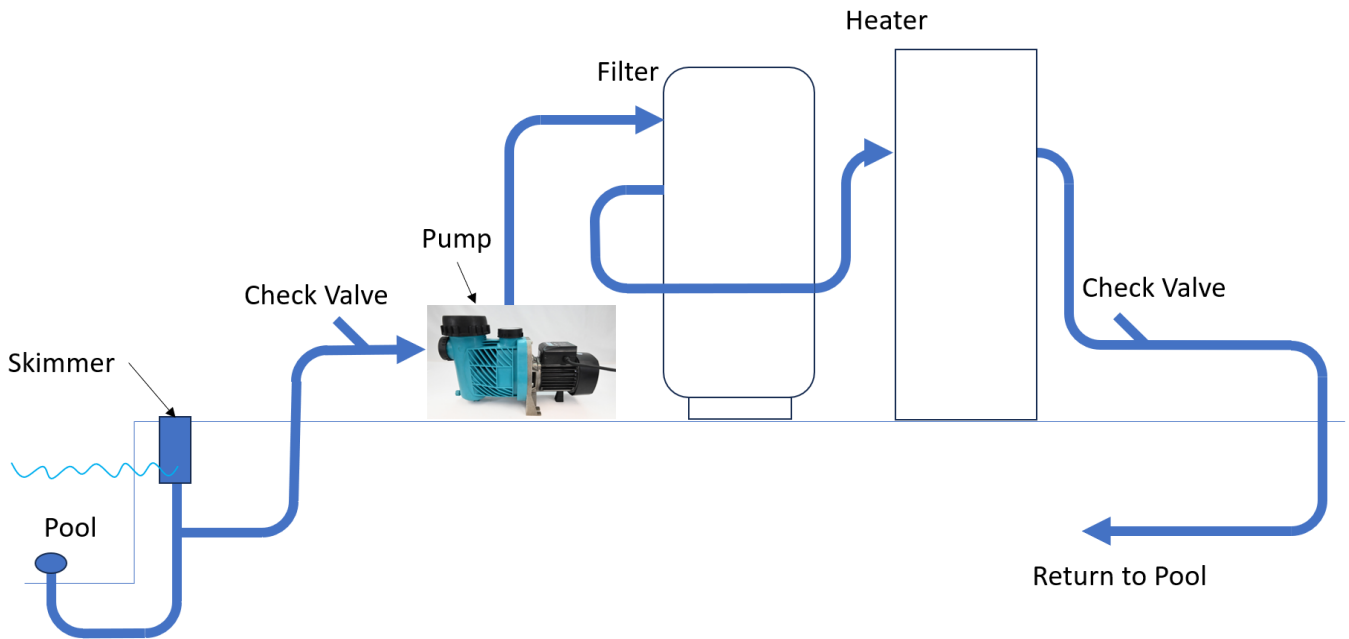 Heater
Filter
Pump
Check Valve
Check Valve
Skimmer
Pool
Return to Pool